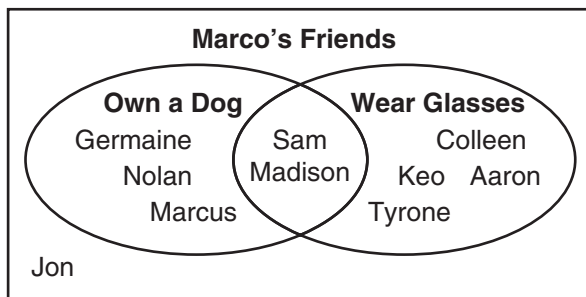 Marco's Friends
Own a Dog Wear Glasses
Germaine Sam Colleen
Nolan Madison Keo Aaron
Marcus Tyrone
Jon